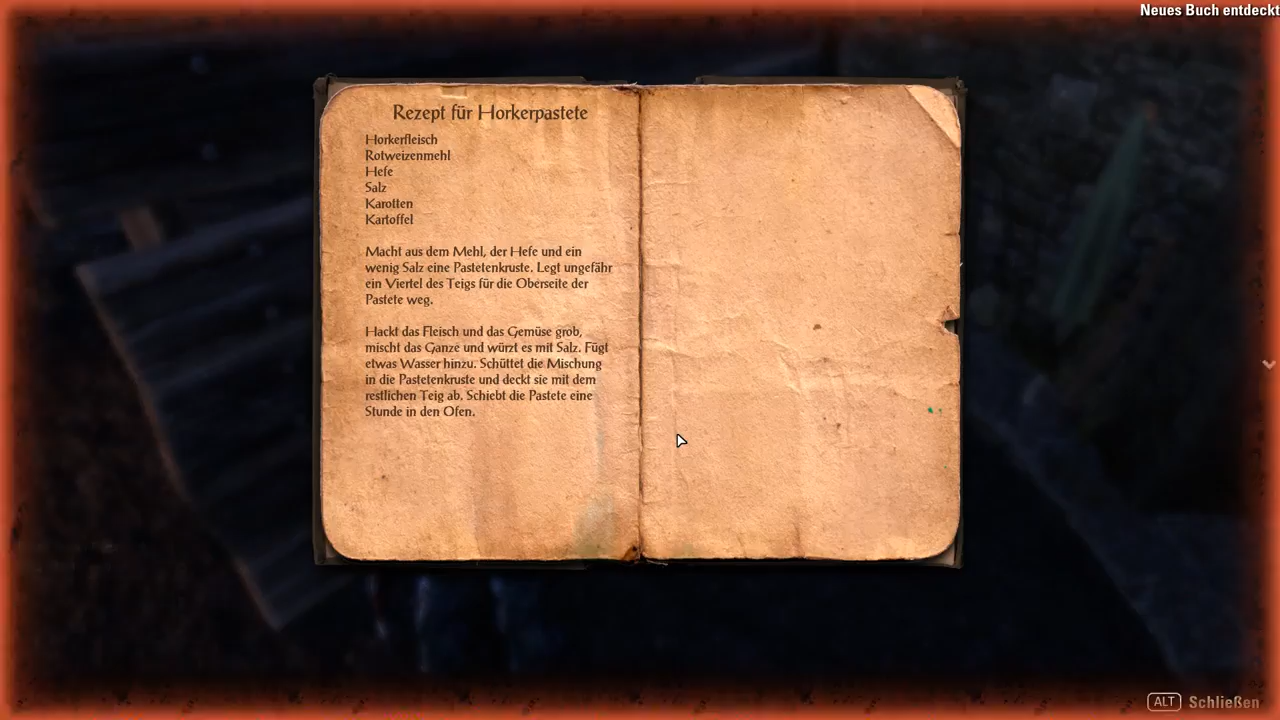 Neues Buch entdeckt
Rezept für Horkerpastete
Horkerfleisch
Rotweizenmehl
Hefe
Salz
Karotten
Kartoffel
Macht aus dem Mehl, der Hefe und ein
wenig Salz eine Pastetenkruste. Legt ungefähr
ein Viertel des Teigs für die Oberseite der
Pastete weg.
Hackt das Fleisch und das Gemüse grob,
mischt das Ganze und würzt es mit Salz. Fügt
etwas Wasser hinzu. Schüttet die Mischung
in die Pastetenkruste und deckt sie mit dem
restlichen Teig ab. Schiebt die Pastete eine
Stunde in den Ofen.
ALT Schließen